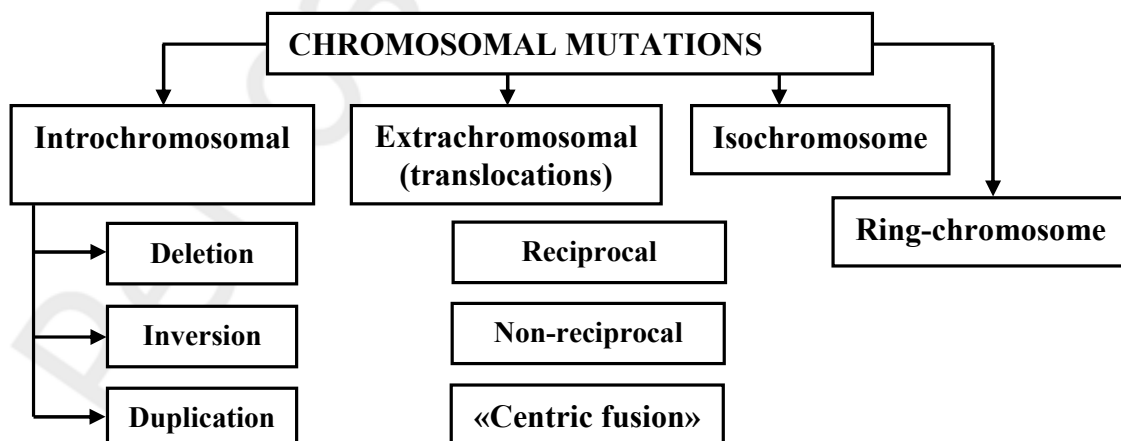 CHROMOSOMAL MUTATIONS
Introchromosomal
Extrachromosomal
(translocations)
Isochromosome
Ring-chromosome
Deletion
Reciprocal
Inversion
Non-reciprocal
Duplication
«Centric fusion»